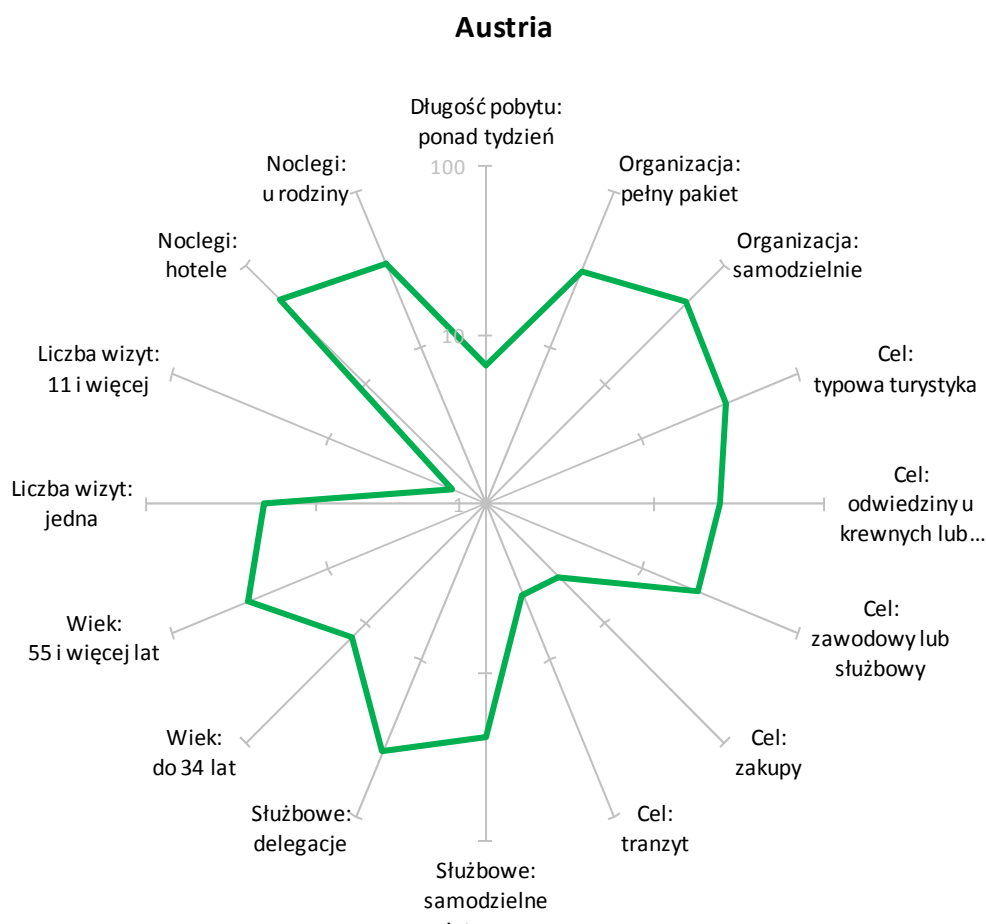 Austria
Długość pobytu:
ponad tydzień
100
10
1
Organizacja:
pełny pakiet
Organizacja:
samodzielnie
Cel:
typowa turystyka
Cel:
odwiedziny u
krewnych lub...
Cel:
zawodowy lub
służbowy
Cel:
zakupy
Cel:
tranzyt
Służbowe:
samodzielne
Służbowe:
delegacje
Wiek:
do 34 lat
Wiek:
55 i więcej lat
Liczba wizyt:
jedna
Liczba wizyt:
11 i więcej
Noclegi:
hotele
Noclegi:
u rodziny